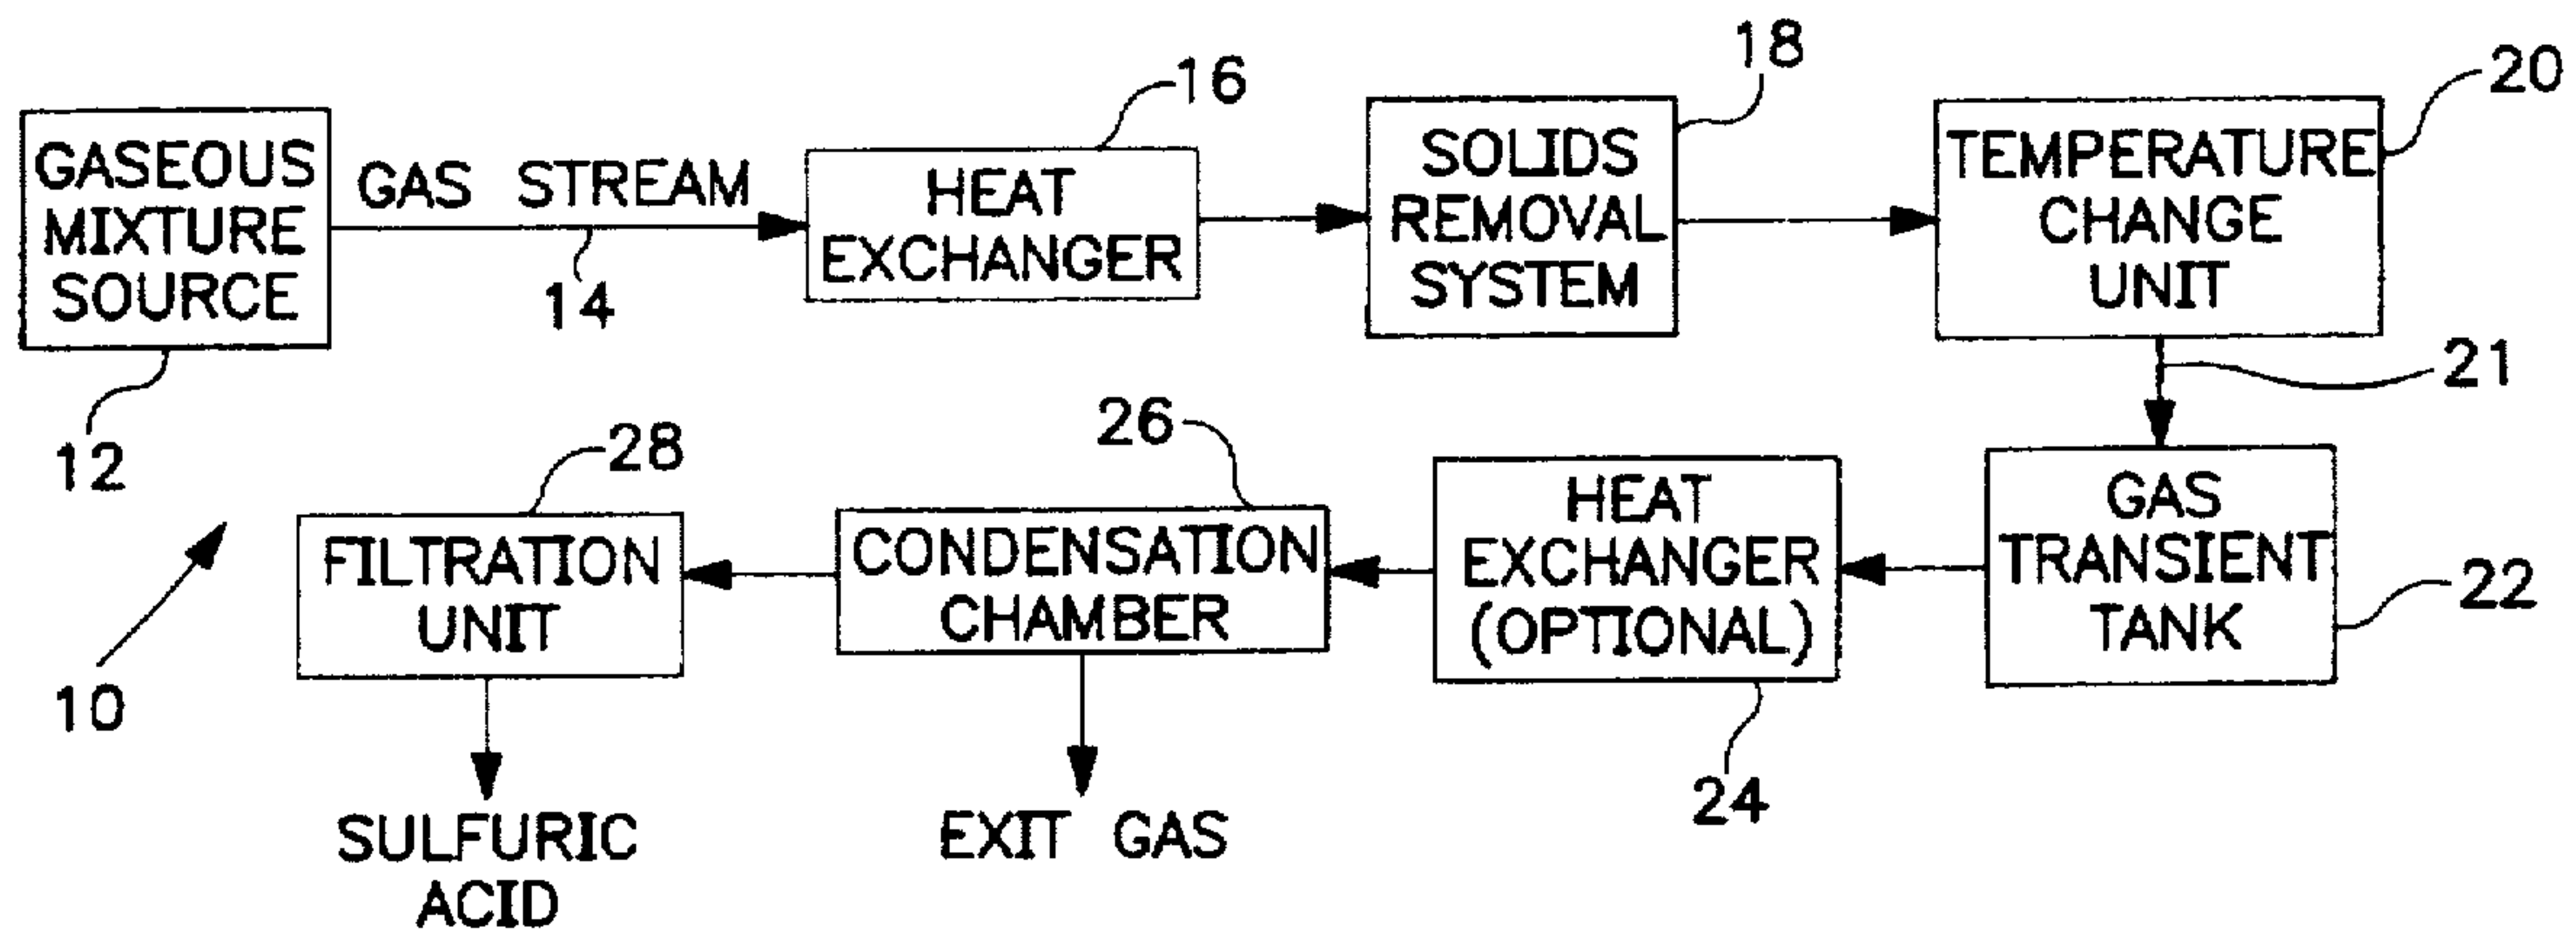 16
18
20
GASEOUS
MIXTURE
SOURCE
GAS STREAM
14
HEAT
EXCHANGER
SOLIDS
REMOVAL
SYSTEM
TEMPERATURE
CHANGE
UNIT
21
12
28
26
FILTRATION
UNIT
CONDENSATION
CHAMBER
HEAT
EXCHANGER
(OPTIONAL)
GAS
TRANSIENT
TANK
22
10
24
SULFURIC
ACID
EXIT GAS